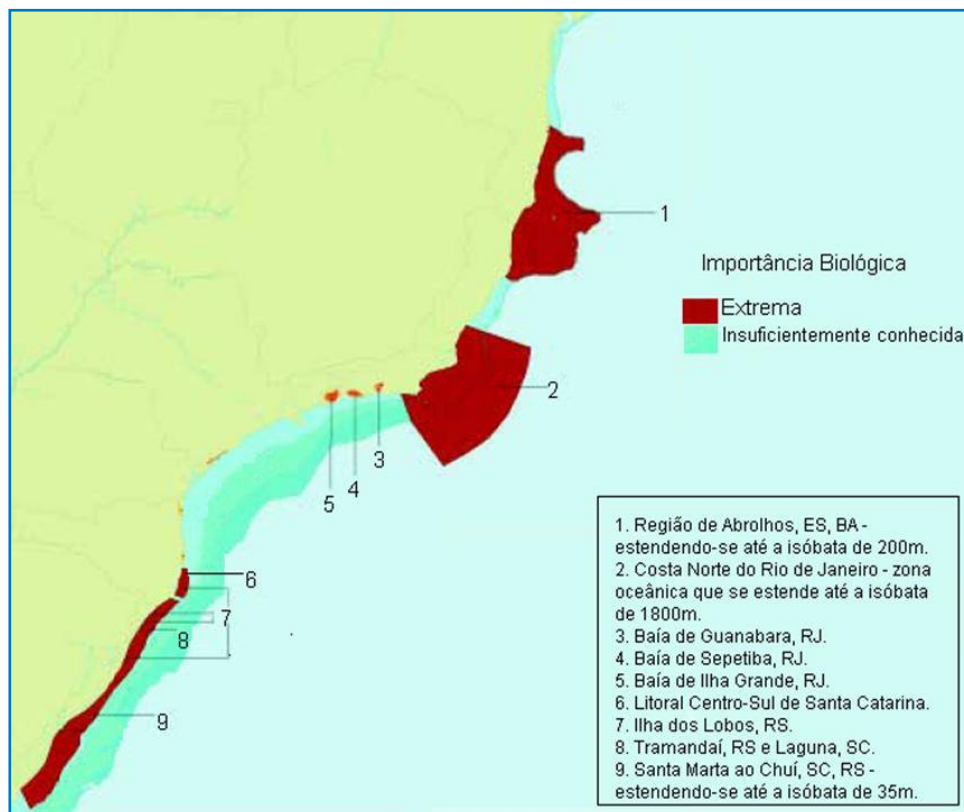 1
Importância Biológica
Extrema
Insuficientemente conhecida
2
3
4
5
6
7
8
9
1. Região de Abrolhos, ES, BA -
estendendo-se até a isóbata de 200m.
2. Costa Norte do Rio de Janeiro - zona
oceânica que se estende até a isóbata
de 1800m.
3. Baía de Guanabara, RJ.
4. Baía de Sepetiba, RJ.
5. Baía de Ilha Grande, RJ.
6. Litoral Centro-Sul de Santa Catarina.
7. Ilha dos Lobos, RS.
8. Tramandaí, RS e Laguna, SC.
9. Santa Marta ao Chuí, SC, RS -
estendendo-se até a isóbata de 35m.